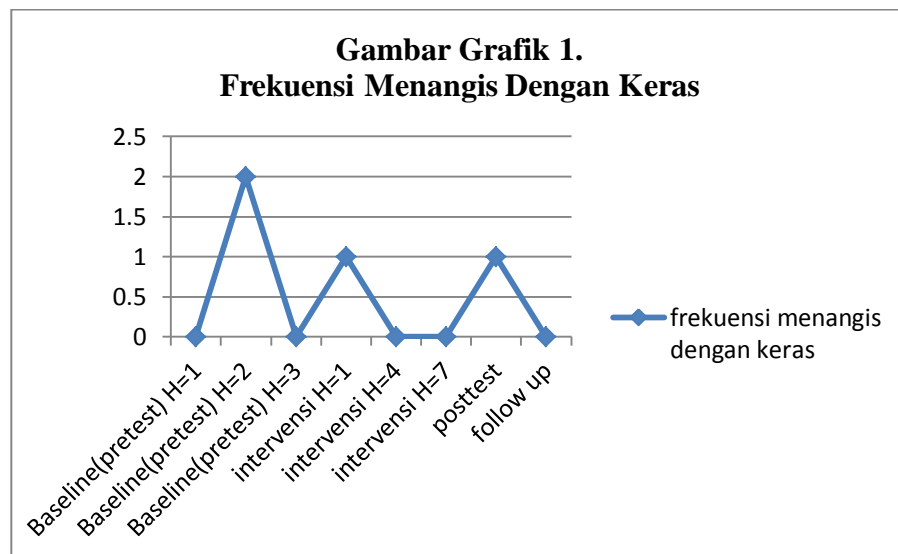 Gambar Grafik 1.
Frekuensi Menangis Dengan Keras
2.5
2
1.5
1
0.5
0
Baseline(pretest) H=1
Baseline(pretest) H=2
Baseline(pretest) H=3
intervensi H=1
intervensi H=4
intervensi H=7
posttest
follow up
frekuensi menangis
dengan keras